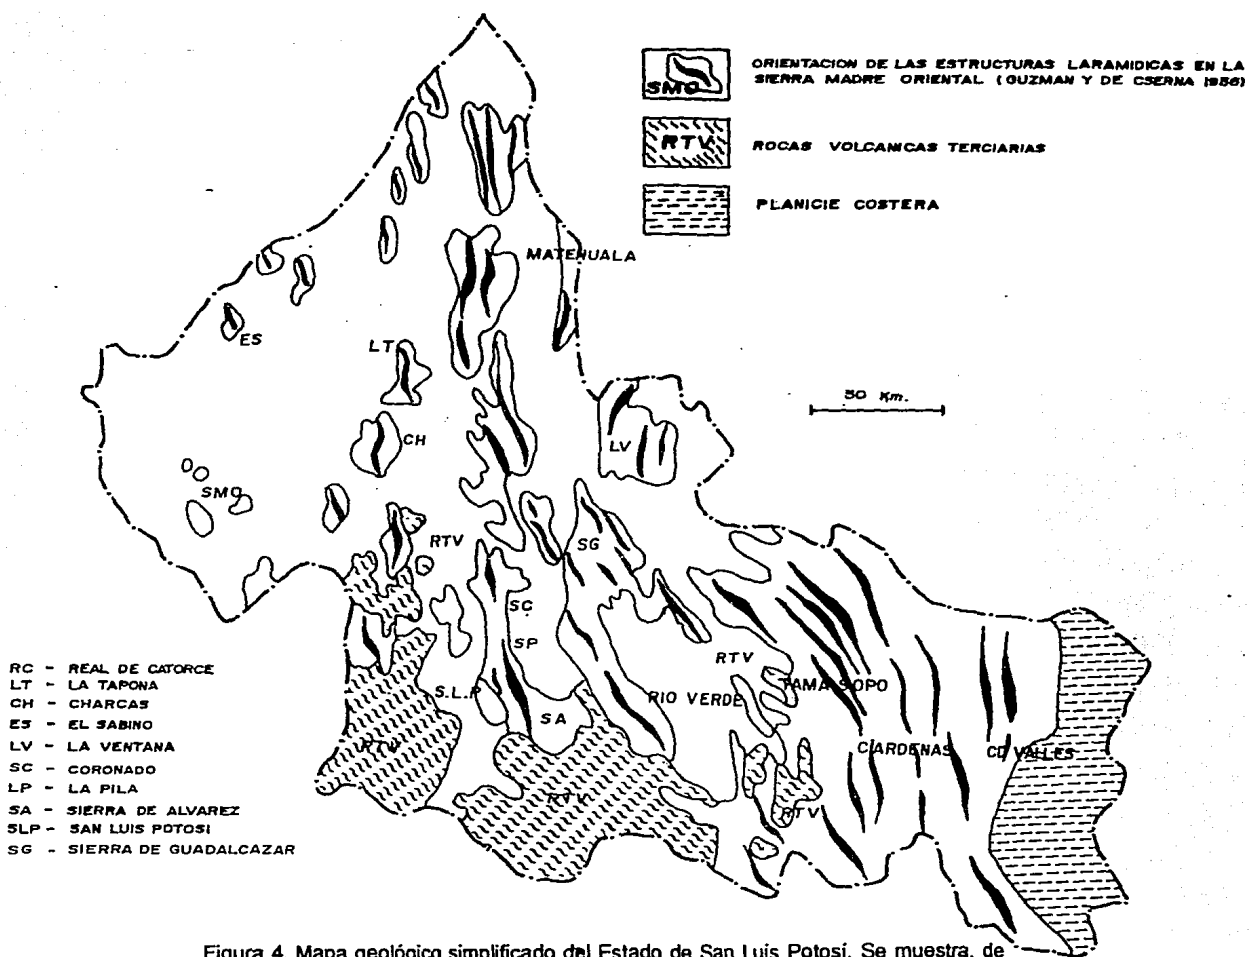 ORIENTACION DE LAS ESTRUCTURAS LARAMIDICAS EN LA
SIERRA MADRE ORIENTAL (GUZMAN Y DE CSERNA 1956)
SMO
RTV
ROCAS VOLCANICAS TERCIARIAS
PLANICIE COSTERA
MATEHUALA
ES
LT
50 Km.
CH
LV
SMO
RTV
SG
SC
SP
RTV
S.L.P
RIO VERDE
TAMASOPO
SA
RTV
CARDENAS
CD VALLES
RTV
RTV
RC - REAL DE CATORCE
LT - LA TAPONA
CH - CHARCAS
ES - EL SABINO
LV - LA VENTANA
SC - CORONADO
LP - LA PILA
SA - SIERRA DE ALVAREZ
SLP - SAN LUIS POTOSI
SG - SIERRA DE GUADALCAZAR
Figura 4. Mapa geológico simplificado del Estado de San Luis Potosí. Se muestra, de